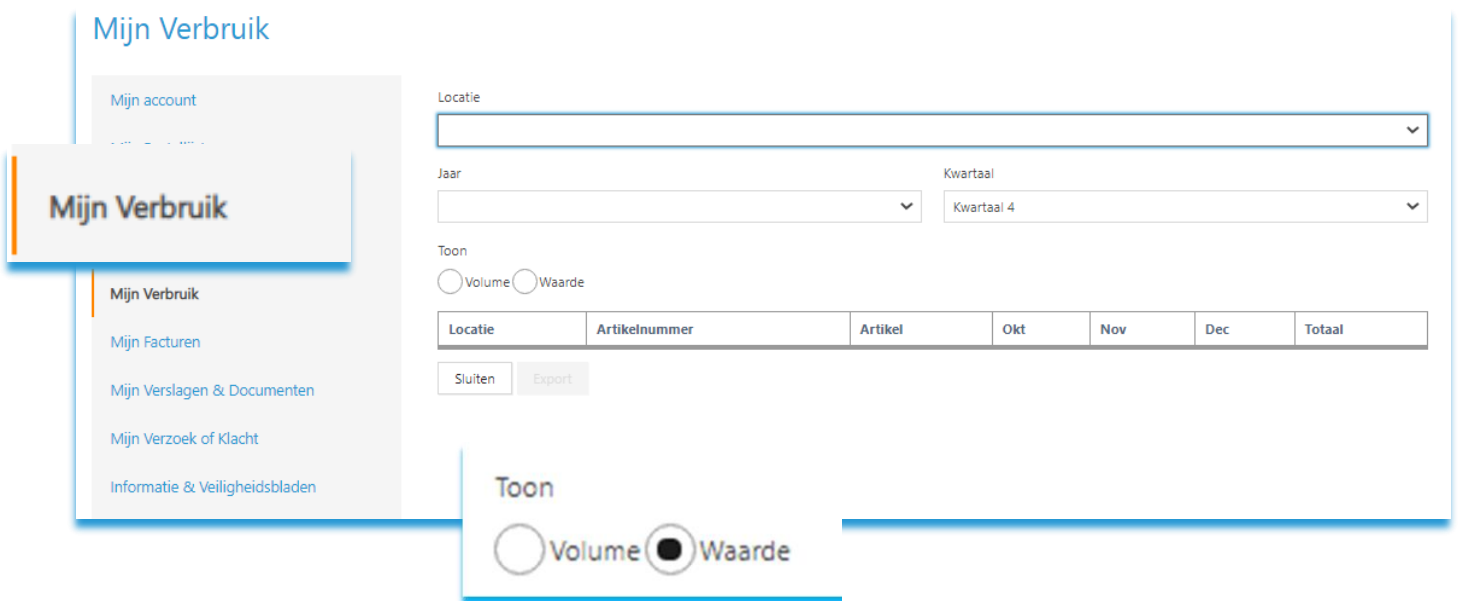 Mijn Verbruik
Mijn account
Mijn Verbruik
Mijn Verbruik
Mijn Facturen
Mijn Verslagen & Documenten
Mijn Verzoek of Klacht
Informatie & Veiligheidsbladen
Locatie
Jaar Kwartaal
Kwartaal 4
Toon
Volume Waarde
Locatie Artikelnummer Artikel Okt Nov Dec Totaal
Sluiten Export
Toon
Volume Waarde